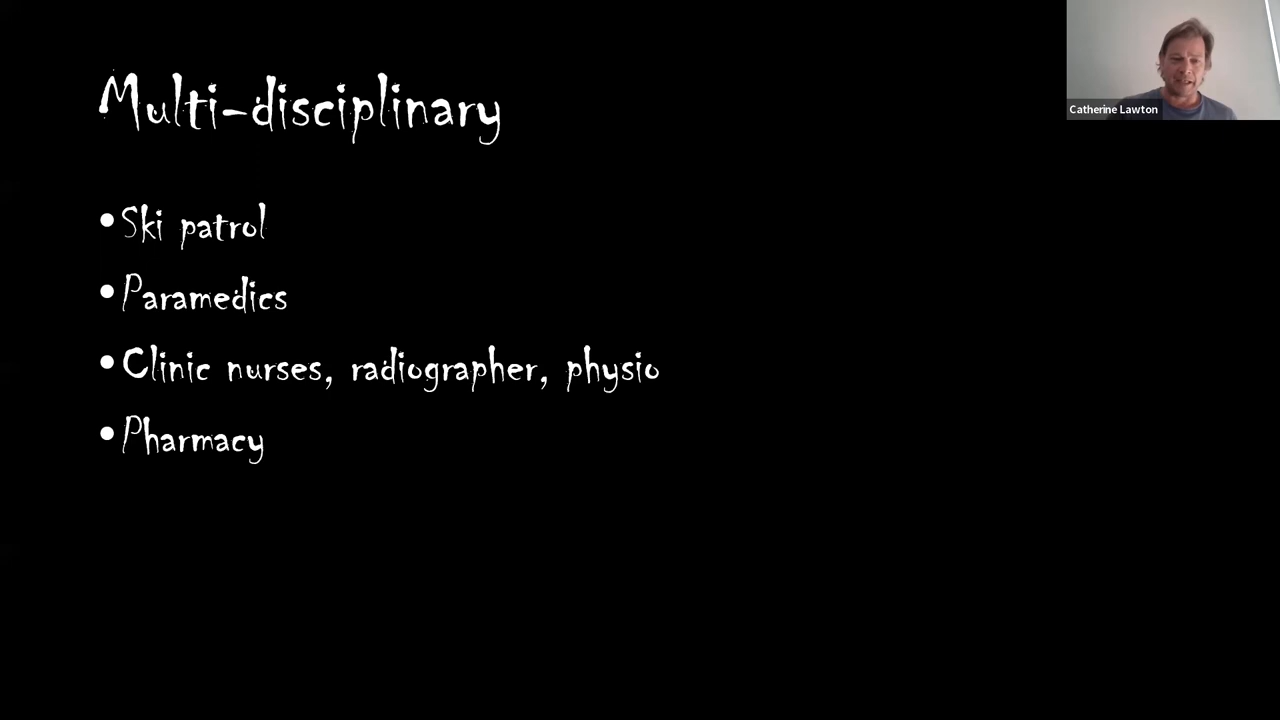 Multi-disciplinary
•Ski patrol
•Paramedics
•Clinic nurses, radiographer, physio
•Pharmacy
Catherine Lawton